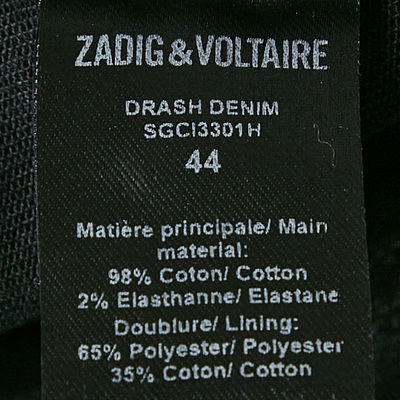 ZADIG & VOLTAIRE
DRASH DENIM
SGCI3301H
44
Matière principale/ Main
material:
98% Coton/ Cotton
2% Elasthanne/ Elastane
Doublure/ Lining:
65% Polyester/ Polyester
35% Coton/ Cotton